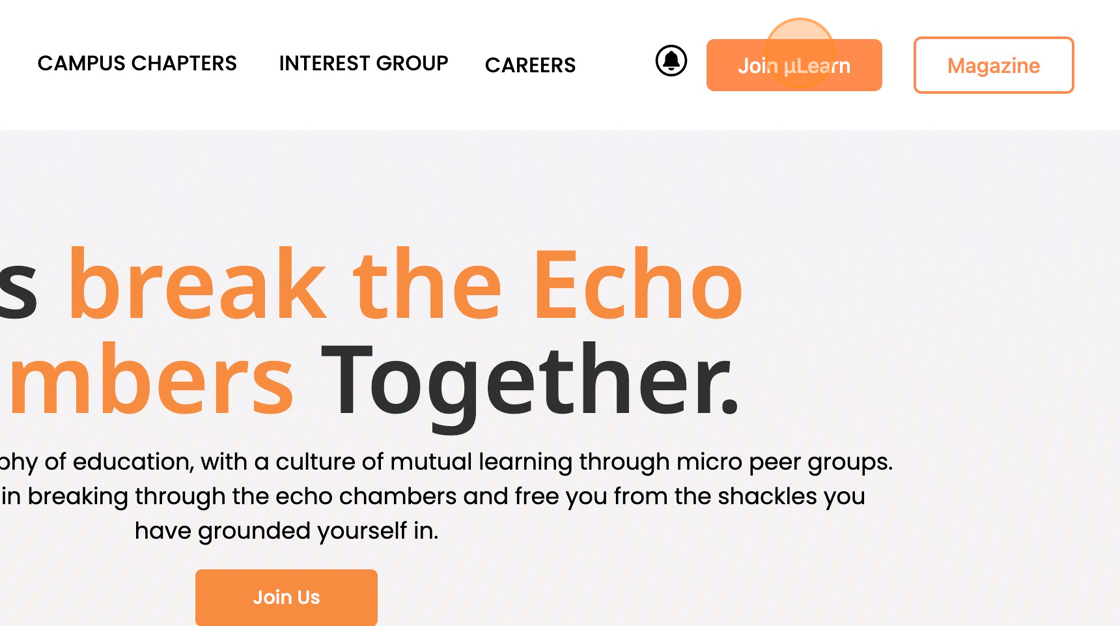 CAMPUS CHAPTERS INTEREST GROUP CAREERS Join µLearn Magazine
break the Echo
Together.
of education, with a culture of mutual learning through micro peer groups.
in breaking through the echo chambers and free you from the shackles you
have grounded yourself in.
Join Us